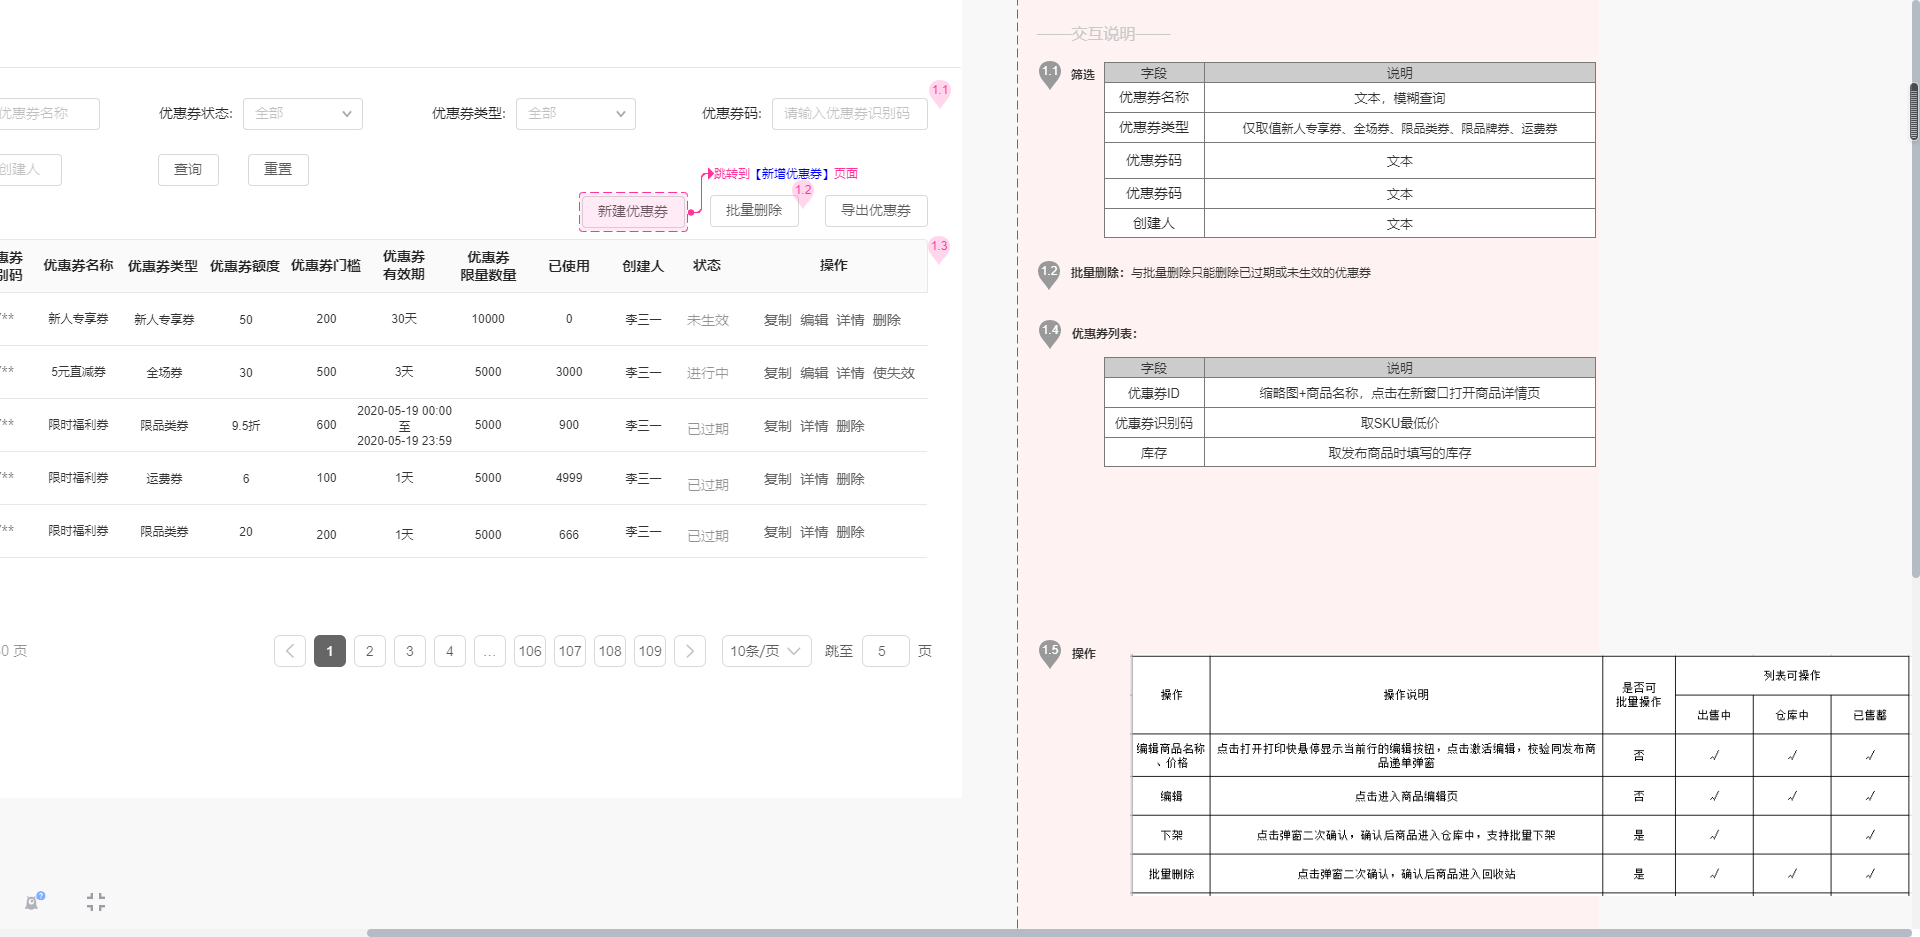 优惠券名称
优惠券状态:
全部
优惠券类型:
全部
优惠券码:
请输入优惠券识别码
1.1
创建人
查询
重置
跳转到【新增优惠券】页面
新建优惠券
批量删除
1.2
导出优惠券
惠券
别码
优惠券名称
优惠券类型
优惠券额度
优惠券门槛
优惠券
有效期
优惠券
限量数量
已使用
创建人
状态
操作
1.3
**
新人专享券
新人专享券
50
200
30天
10000
0
李三一
未生效
复制 编辑 详情 删除
**
5元直减券
全场券
30
500
3天
5000
3000
李三一
进行中
复制 编辑 详情 使失效
**
限时福利券
限品类券
9.5折
600
2020-05-19 00:00
至
2020-05-19 23:59
5000
900
李三一
已过期
复制 详情 删除
**
限时福利券
运费券
6
100
1天
5000
4999
李三一
已过期
复制 详情 删除
**
限时福利券
限品类券
20
200
1天
5000
666
李三一
已过期
复制 详情 删除
0 页
1
2
3
4
...
106
107
108
109
10条/页
跳至
5
页
交互说明
1.1
筛选
字段
说明
优惠券名称
文本，模糊查询
优惠券类型
仅取值新人专享券、全场券、限品类券、限品牌券、运费券
优惠券码
文本
优惠券码
文本
创建人
文本
1.2
批量删除：与批量删除只能删除已过期或未生效的优惠券
1.4
优惠券列表：
字段
说明
优惠券ID
缩略图+商品名称，点击在新窗口打开商品详情页
优惠券识别码
取SKU最低价
库存
取发布商品时填写的库存
1.5
操作
操作
操作说明
是否可
批量操作
列表可操作
出售中
仓库中
已售罄
编辑商品名称
、价格
点击打开打印快悬停显示当前行的编辑按钮，点击激活编辑，校验同发布商
品递单弹窗
否
√
√
√
编辑
点击进入商品编辑页
否
√
√
√
下架
点击弹窗二次确认，确认后商品进入仓库中，支持批量下架
是
√
√
批量删除
点击弹窗二次确认，确认后商品进入回收站
是
√
√
√